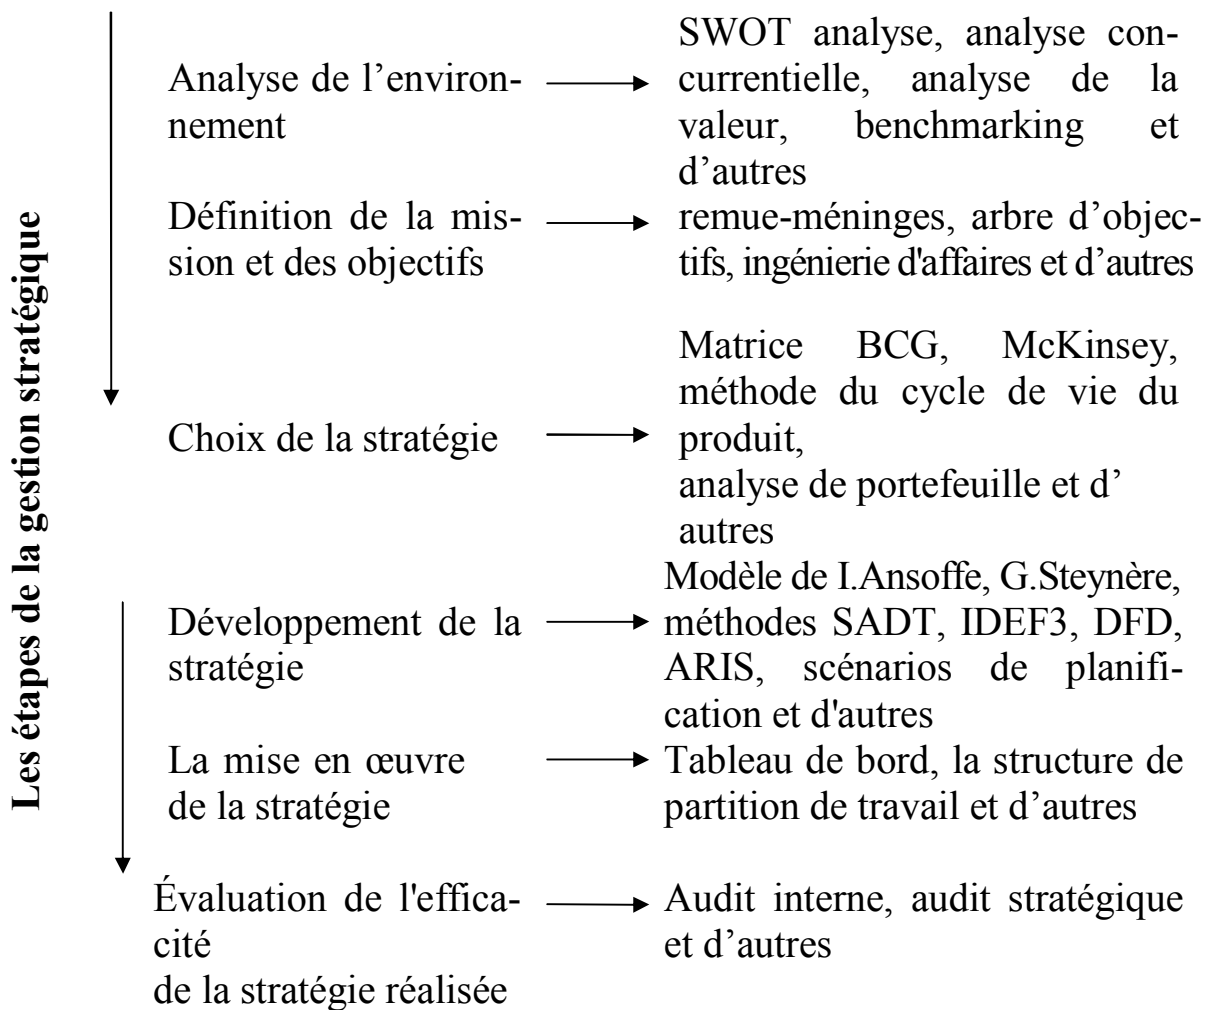 Les étapes de la gestion stratégique
Analyse de l’environ-
nement
SWOT analyse, analyse con-
currentielle, analyse de la
valeur, benchmarking et
d’autres
Définition de la mis-
sion et des objectifs
remue-méninges, arbre d’objec-
tifs, ingénierie d'affaires et d’autres
Choix de la stratégie
Matrice BCG, McKinsey,
méthode du cycle de vie du
produit,
analyse de portefeuille et d’
autres
Développement de la
stratégie
Modèle de I.Ansoffe, G.Steynère,
méthodes SADT, IDEF3, DFD,
ARIS, scénarios de planifi-
cation et d'autres
La mise en œuvre
de la stratégie
Tableau de bord, la structure de
partition de travail et d’autres
Évaluation de l'effica-
cité
de la stratégie réalisée
Audit interne, audit stratégique
et d’autres